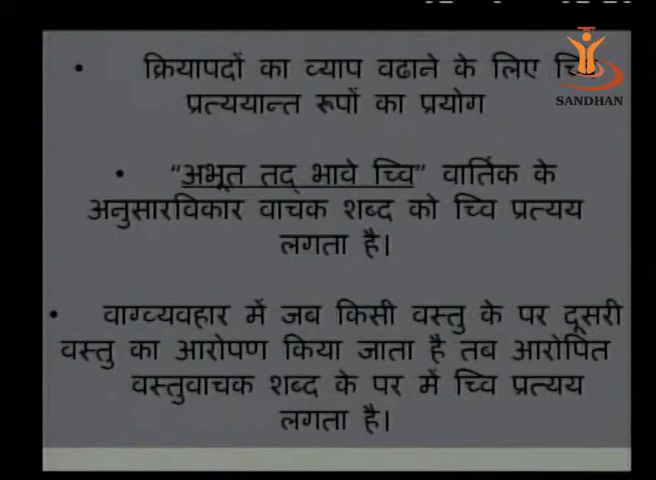 SANDHAN
• क्रियापदों का व्याप वढाने के लिए च्वि
प्रत्ययान्त रूपों का प्रयोग
• “अभूत तद् भावे च्वि” वार्तिक के
अनुसारविकार वाचक शब्द को च्वि प्रत्यय
लगता है।
• वाग्व्यवहार में जब किसी वस्तु के पर दूसरी
वस्तु का आरोपण किया जाता है तब आरोपित
वस्तुवाचक शब्द के पर में च्वि प्रत्यय
लगता है।